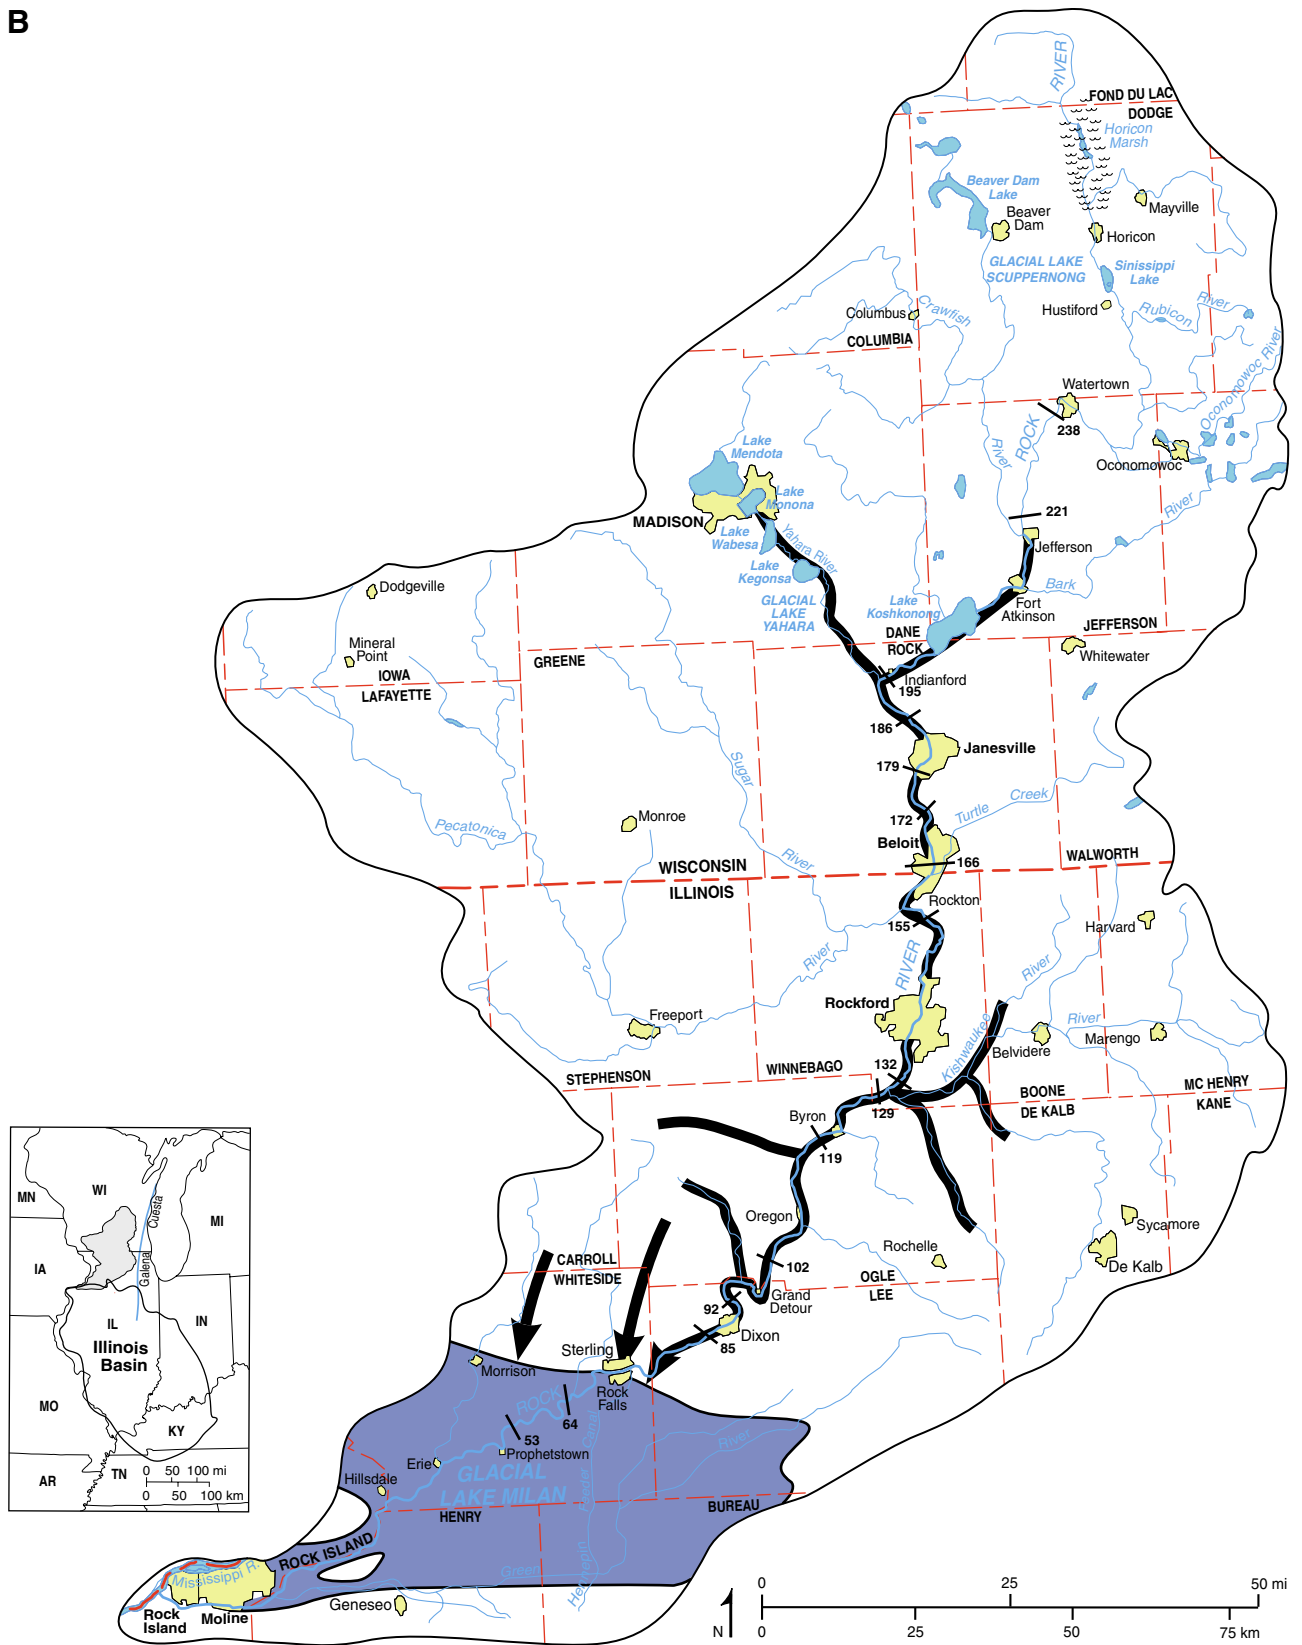 B
RIVER
FOND DU LAC
DODGE
Horicon
Marsh
Beaver Dam
Lake
Beaver
Dam
Mayville
Horicon
GLACIAL LAKE
SCUPPERNONG
Sinissippi
Lake
Columbus
Crawfish
Hustiford
Rubicon
River
COLUMBIA
Oconomowoc River
Watertown
238
River
ROCK
Oconomowoc
Lake
Mendota
Lake
Monona
MADISON
Lake
Wabesa
Yahara River
River
221
Jefferson
Lake
Kegonsa
Bark
Dodgeville
GLACIAL
LAKE
YAHARA
Lake
Koshkonong
Fort
Atkinson
DANE
ROCK
JEFFERSON
Mineral
Point
IOWA
LAFAYETTE
GREENE
Whitewater
Indianford
195
186
Janesville
Sugar
179
Turtle
Creek
172
Monroe
Pecatonica
Beloit
River
166
WALWORTH
WISCONSIN
ILLINOIS
Rockton
155
Harvard
River
RIVER
River
Rockford
Freeport
Kishwaukee
River
Belvidere
Marengo
STEPHENSON
WINNEBAGO
132
BOONE
DE KALB
MC HENRY
KANE
129
Byron
119
Oregon
Sycamore
De Kalb
Rochelle
CARROLL
WHITESIDE
102
OGLE
LEE
Grand
Detour
92
Dixon
85
Sterling
Morrison
Rock
Falls
ROCK
64
53
Prophetstown
Feeder Canal
River
Erie
Hillsdale
GLACIAL
LAKE MILAN
HENRY
BUREAU
ROCK ISLAND
Mississippi R.
Green
Hennepin
Rock
Island
Moline
Geneseo
MN
WI
MI
Cuesta
Galena
IA
IL
IN
Illinois
Basin
MO
KY
AR
TN
0 50 100 mi
0 50 100 km
N
0 25 50 mi
0 25 50 75 km